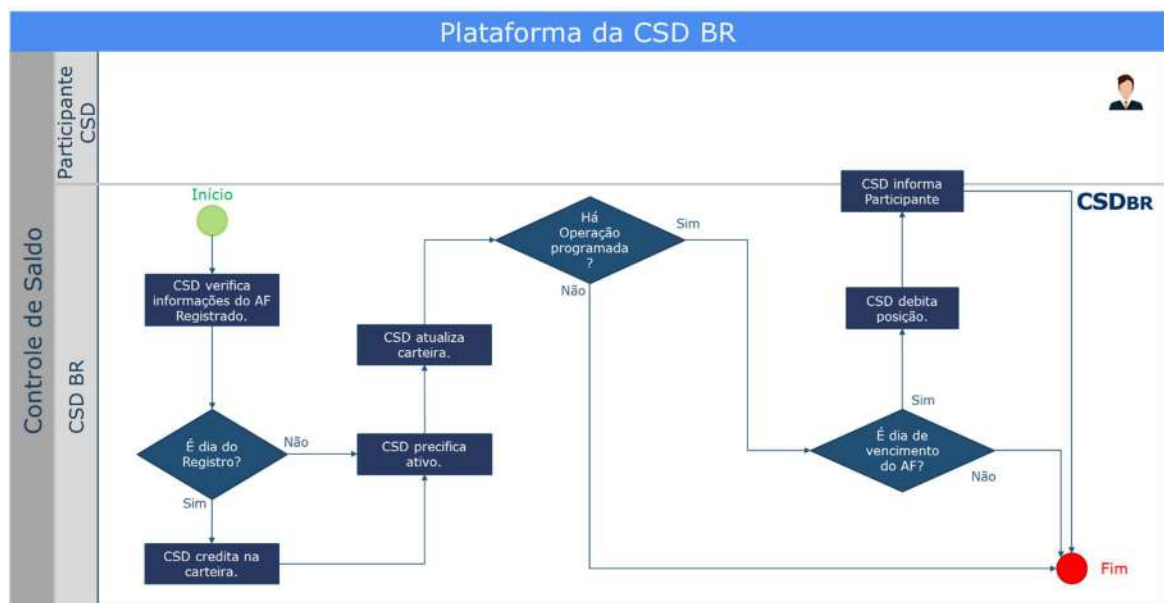 Plataforma da CSD BR
Controle de Saldo
Participante
CSD
CSD BR
Início
CSD verifica
informações do AF
Registrado.
É dia do
Registro?
Não
Sim
CSD credita na
carteira.
CSD precifica
ativo.
CSD atualiza
carteira.
Há
Operação
programada
?
Sim
Não
É dia de
vencimento
do AF?
Sim
Não
CSD debita
posição.
CSD informa
Participante
CSDBR
Fim